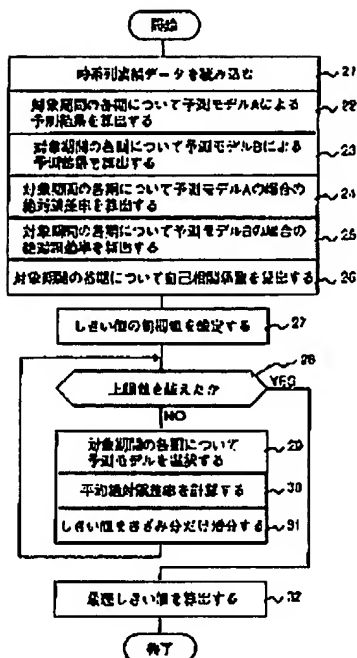 開始
時系列実績データを読み込む
21
対象期間の各期について予測モデルAによる
予測結果を算出する
22
対象期間の各期について予測モデルBによる
予測結果を算出する
23
対象期間の各期について予測モデルAの場合の
絶対誤差率を算出する
24
対象期間の各期について予測モデルBの場合の
絶対誤差率を算出する
25
対象期間の各期について自己相関係数を算出する
26
しきい値の初期値を設定する
27
上限値を越えたか
28
YES
NO
対象期間の各期について
予測モデルを選択する
29
平均絶対誤差率を計算する
30
しきい値をきざみ分だけ増分する
31
最適しきい値を算出する
32
終了